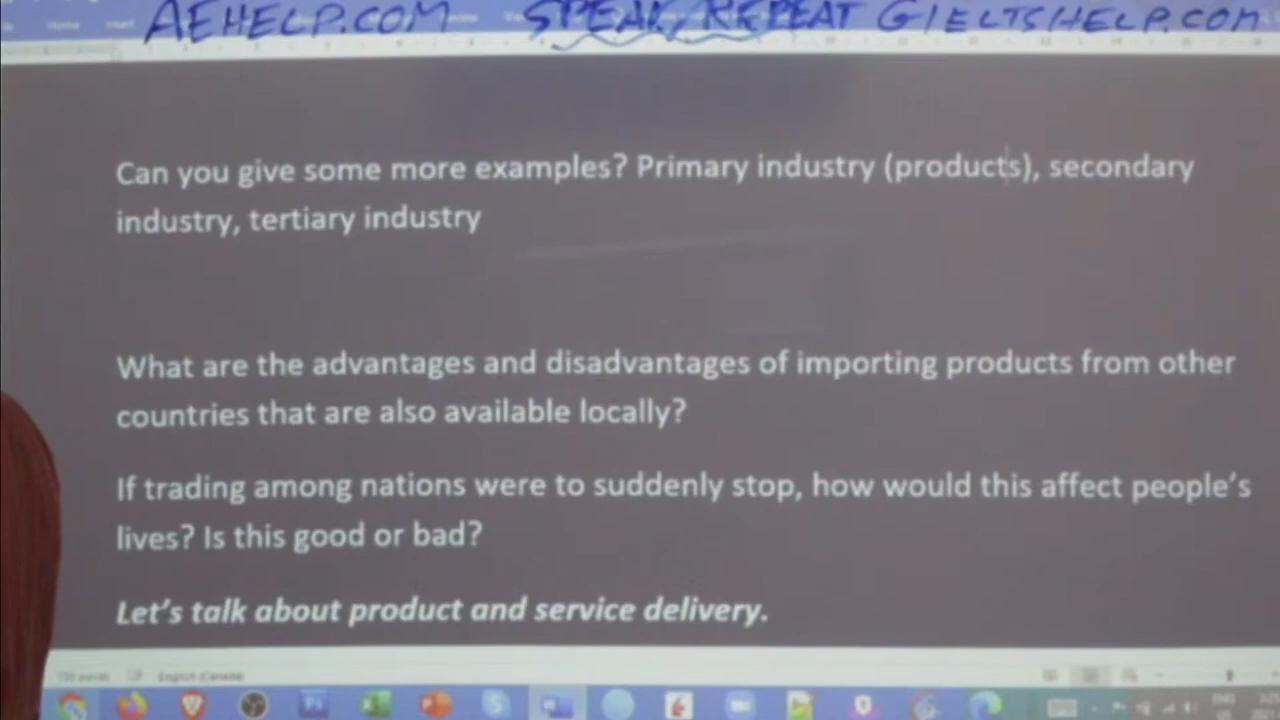 AEHELP.COM SPEAK, REPEAT GIELTSHELP.COM
Can you give some more examples? Primary industry (products), secondary
industry, tertiary industry
What are the advantages and disadvantages of importing products from other
countries that are also available locally?
If trading among nations were to suddenly stop, how would this affect people's
lives? Is this good or bad?
Let's talk about product and service delivery.
English (Canada)